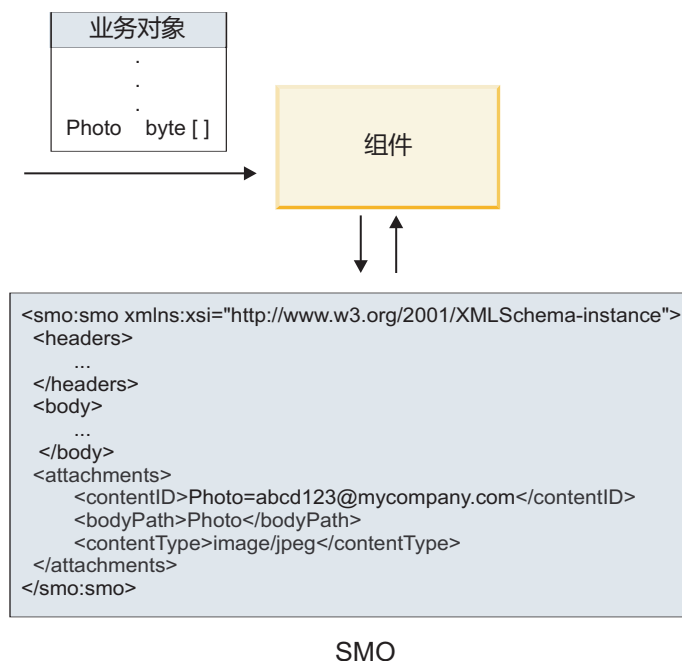 业务对象
.
.
.
Photo byte [ ]
组件
<smo:smo xmlns:xsi="http://www.w3.org/2001/XMLSchema-instance">
<headers>
...
</headers>
<body>
...
</body>
<attachments>
<contentID>Photo=abcd123@mycompany.com</contentID>
<bodyPath>Photo</bodyPath>
<contentType>image/jpeg</contentType>
</attachments>
</smo:smo>
SMO